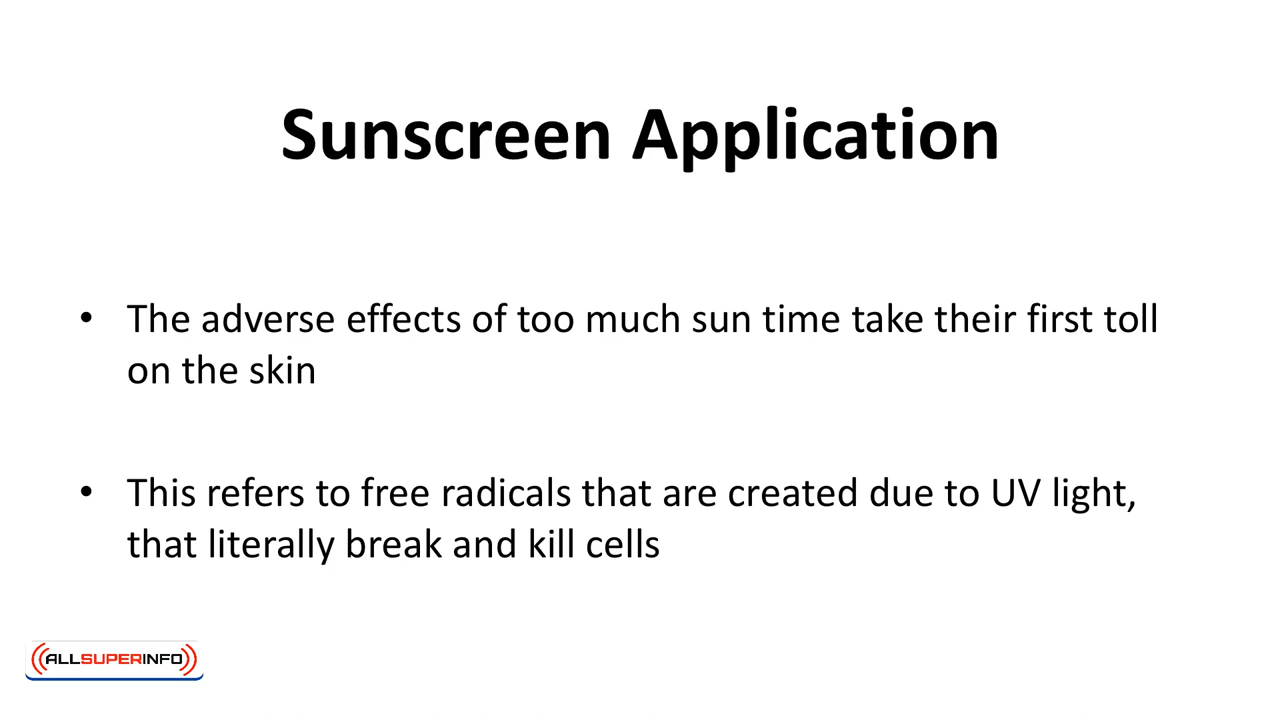 Sunscreen Application
• The adverse effects of too much sun time take their first toll
on the skin
• This refers to free radicals that are created due to UV light,
that literally break and kill cells
ALLSUPERINFO